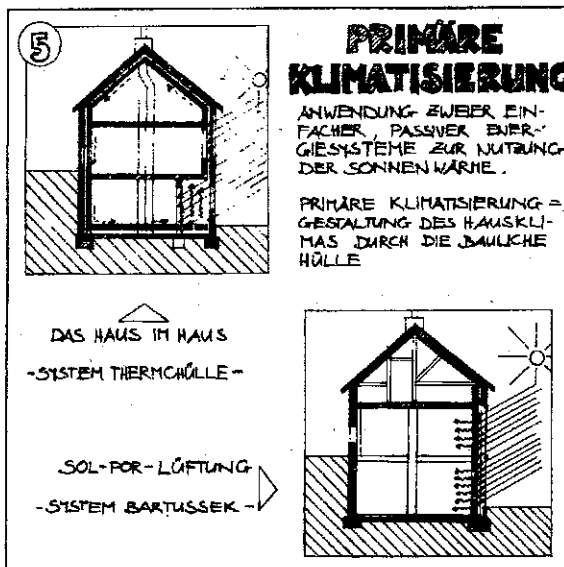 5
PRIMÄRE
KLIMATISIERUNG
ANWENDUNG ZWEIER EIN-
FACHER, PASSIVER ENER-
GIESYSTEME ZUR NUTZUNG
DER SONNENWÄRME.
PRIMÄRE KLIMATISIERUNG =
GESTALTUNG DES HAUSKLI-
MAS DURCH DIE BAULICHE
HÜLLE
DAS HAUS IM HAUS
-SYSTEM THERMOHÜLLE-
SOL-POR-LÜFTUNG
-SYSTEM BARTUSSEK-